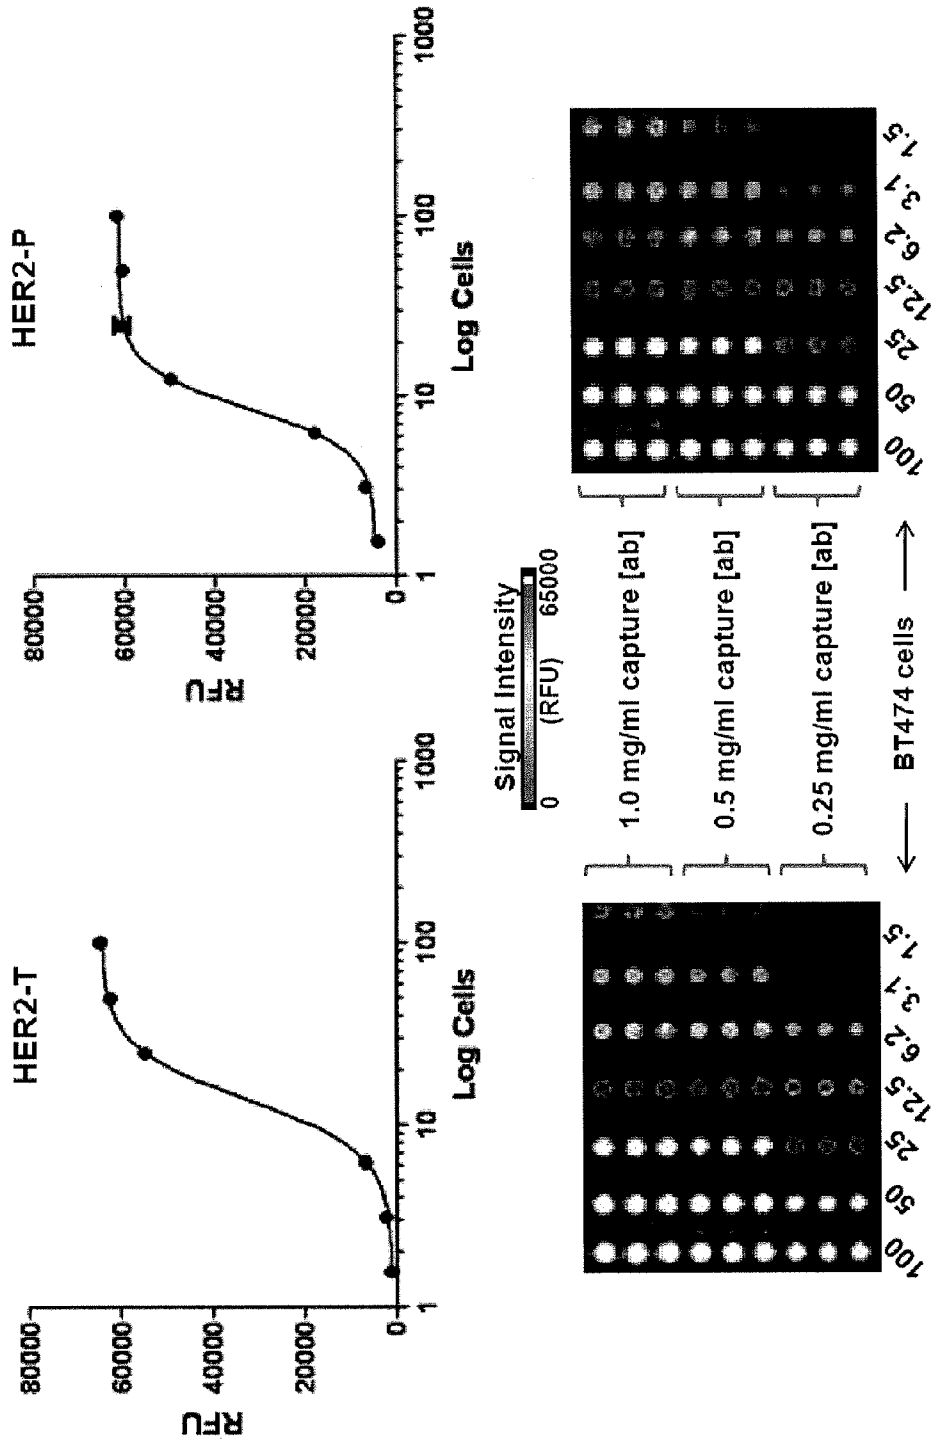 HER2-T
80000
60000
40000
20000
0
RFU
1
10
100
1000
Log Cells
HER2-P
80000
60000
40000
20000
0
RFU
1
10
100
1000
Log Cells
Signal Intensity
0 (RFU) 65000
1.0 mg/ml capture [ab]
0.5 mg/ml capture [ab]
0.25 mg/ml capture [ab]
← BT474 cells →
100 50 25 12.5 6.2 3.1 1.5
100 50 25 12.5 6.2 3.1 1.5